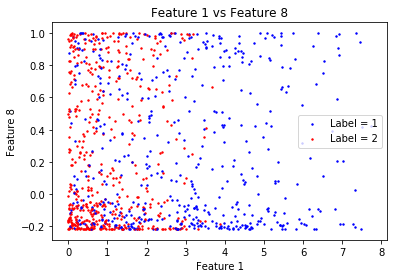 Feature 1 vs Feature 8
1.0
0.8
0.6
0.4
0.2
0.0
−0.2
Feature 8
Label = .1
Label = 2
0 1 2 3 4 5 6 7 8
Feature 1